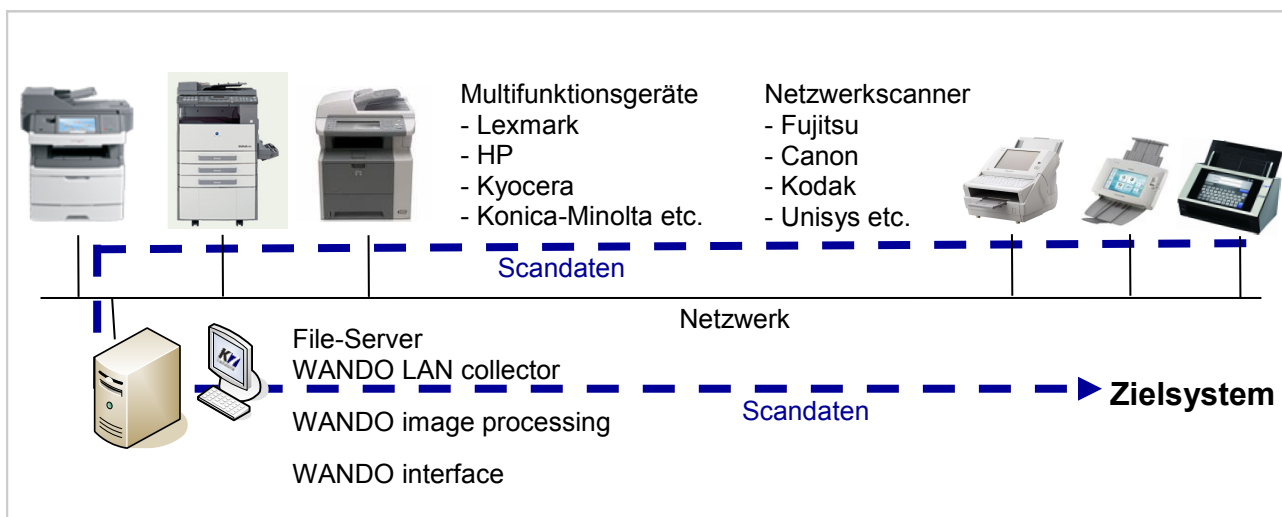 Multifunktionsgeräte
- Lexmark
- HP
- Kyocera
- Konica-Minolta etc.
Netzwerkscanner
- Fujitsu
- Canon
- Kodak
- Unisys etc.
Scandaten
Netzwerk
File-Server
WANDO LAN collector
WANDO image processing
WANDO interface
Scandaten
Zielsystem